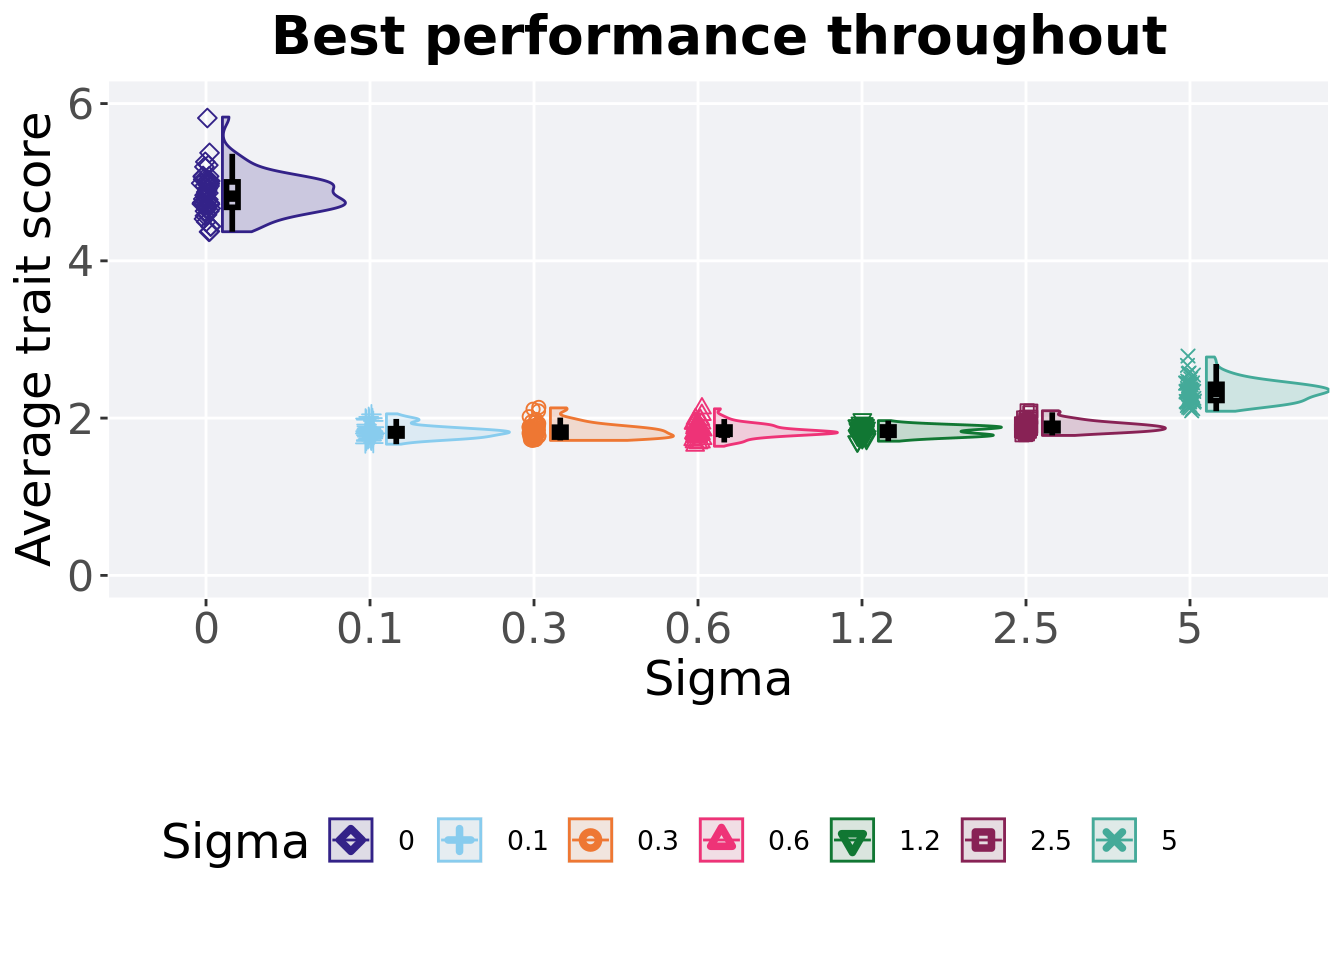 Best performance throughout
Average trait score
6
4
2
0
0 0.1 0.3 0.6 1.2 2.5 5
Sigma
Sigma 0 0.1 0.3 0.6 1.2 2.5 5